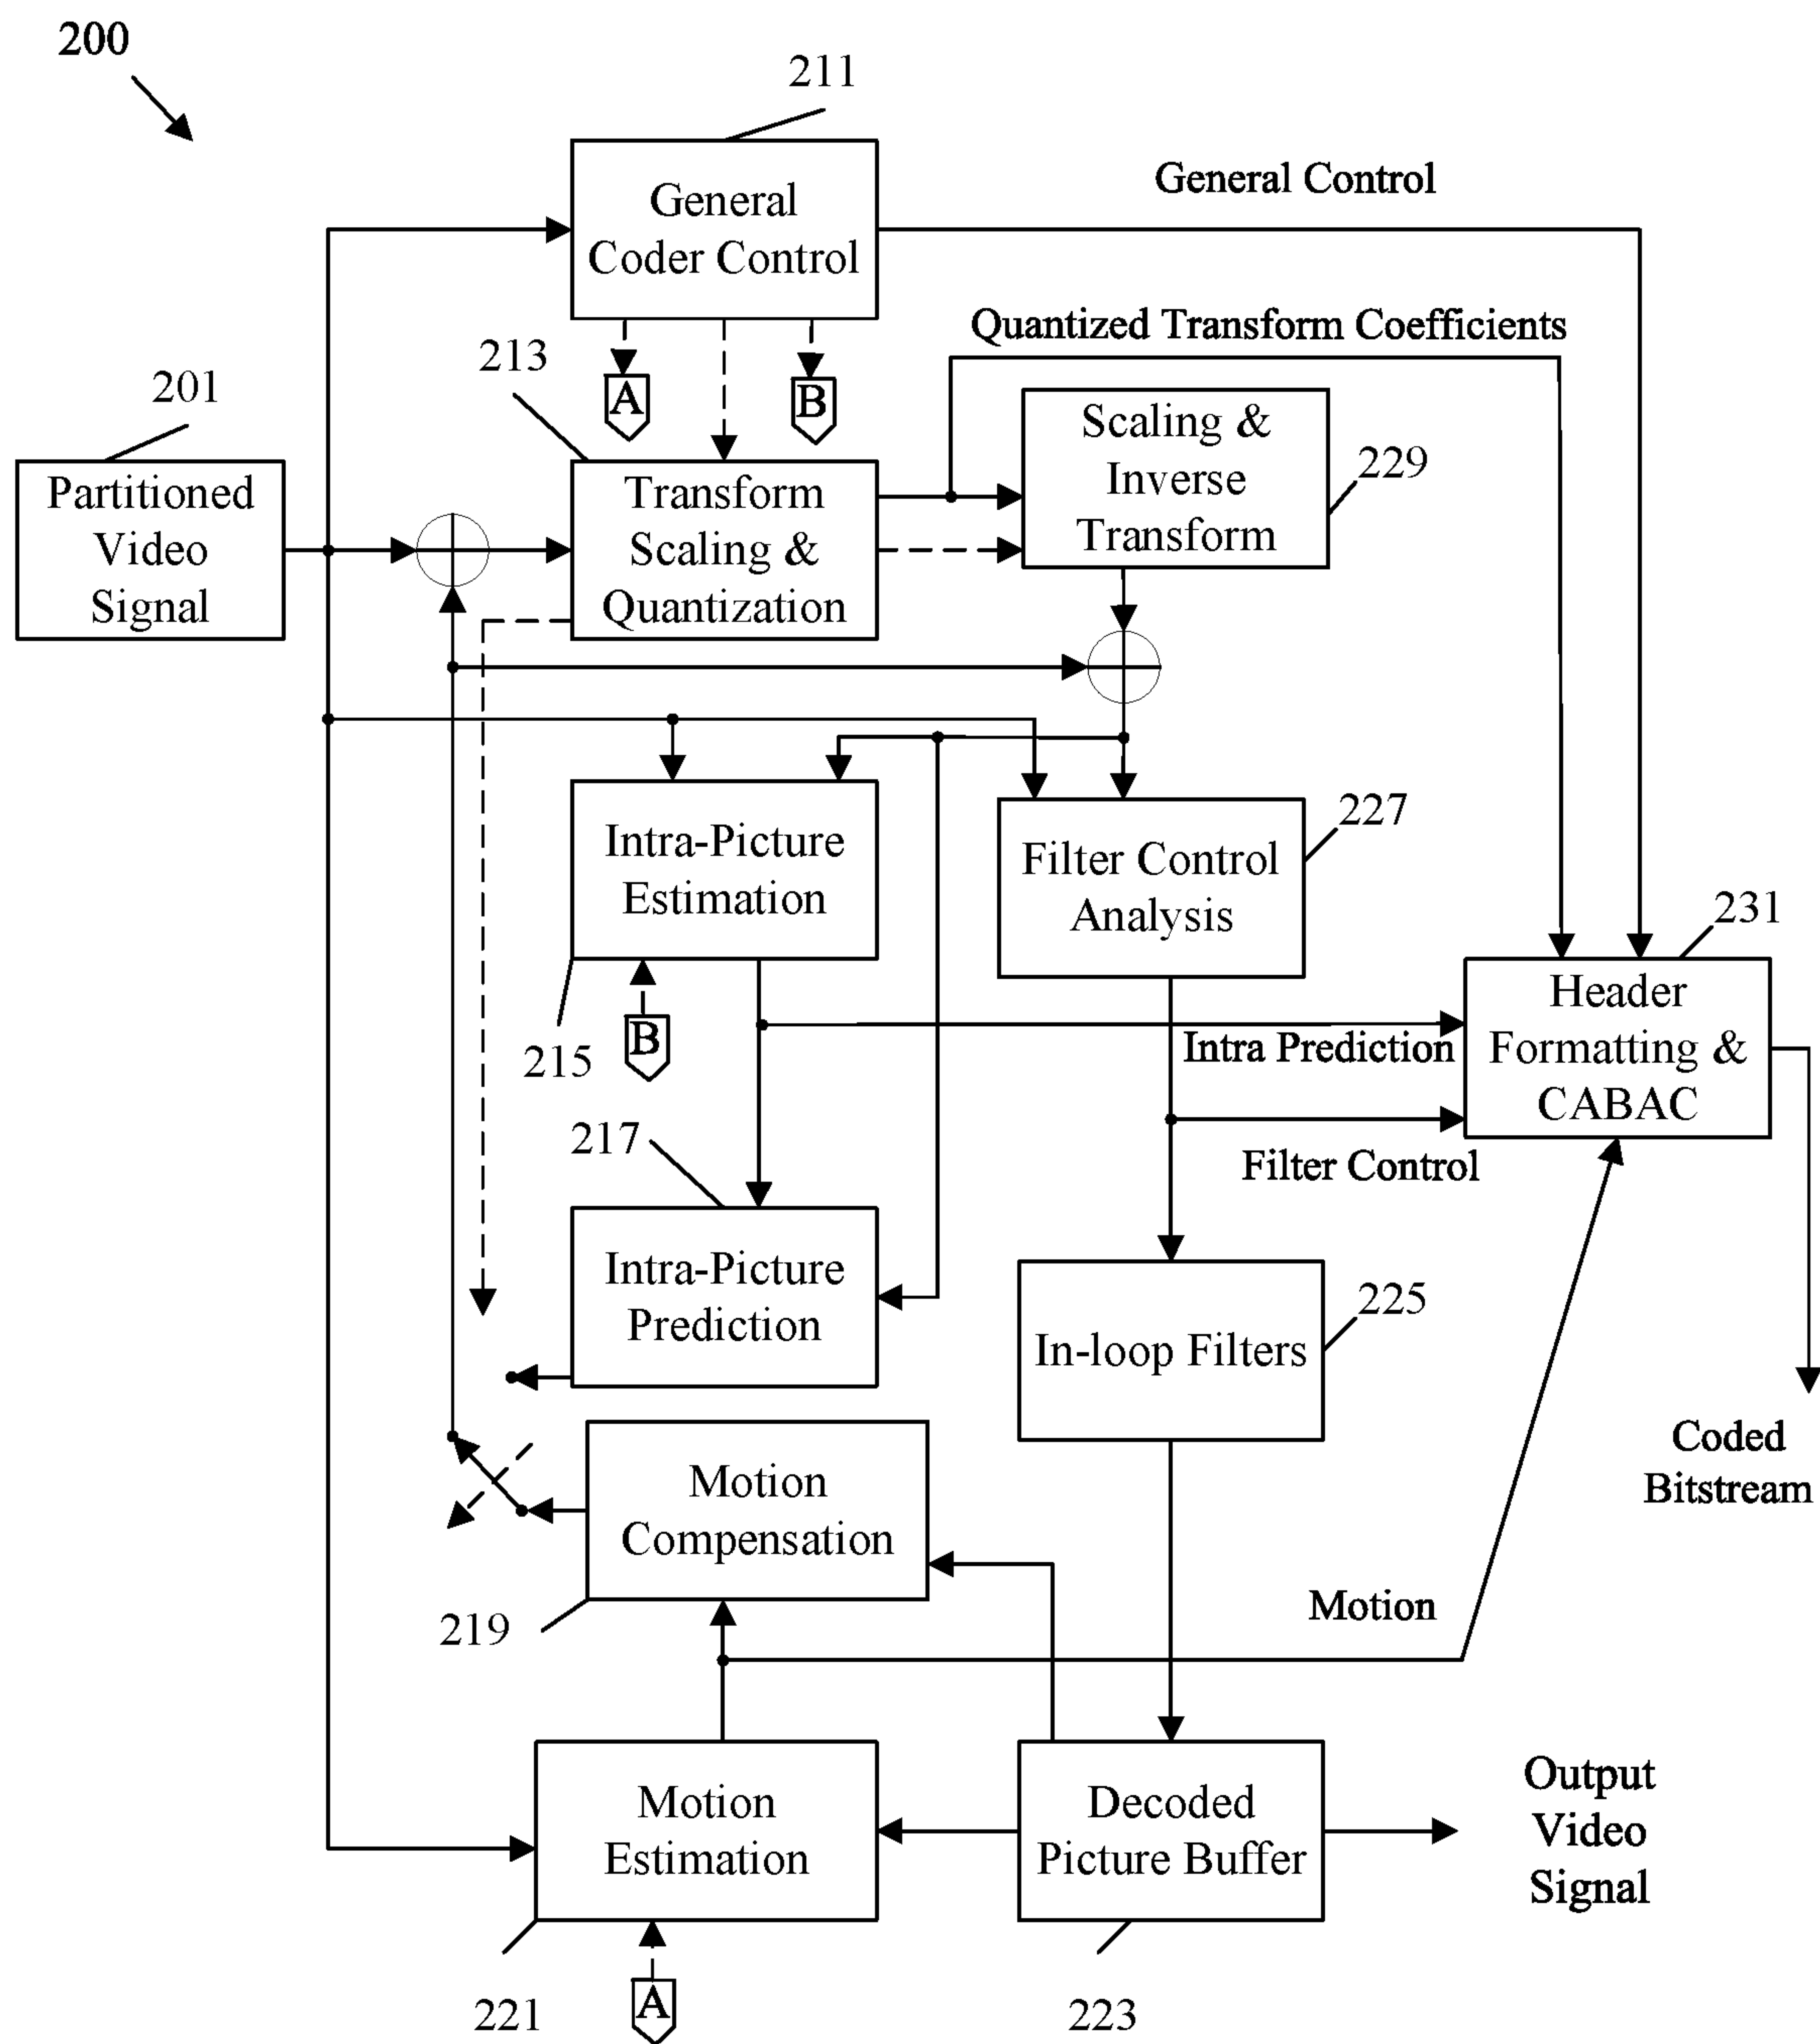 200
211
General
Coder Control
General Control
Quantized Transform Coefficients
213
A
B
201
Partitioned
Video
Signal
Transform
Scaling &
Quantization
Scaling &
Inverse
Transform
229
Intra-Picture
Estimation
215
B
227
Filter Control
Analysis
231
Header
Formatting &
CABAC
Intra Prediction
Filter Control
217
Intra-Picture
Prediction
225
In-loop Filters
Coded
Bitstream
Motion
Compensation
219
Motion
Motion
Estimation
221
A
Decoded
Picture Buffer
223
Output
Video
Signal